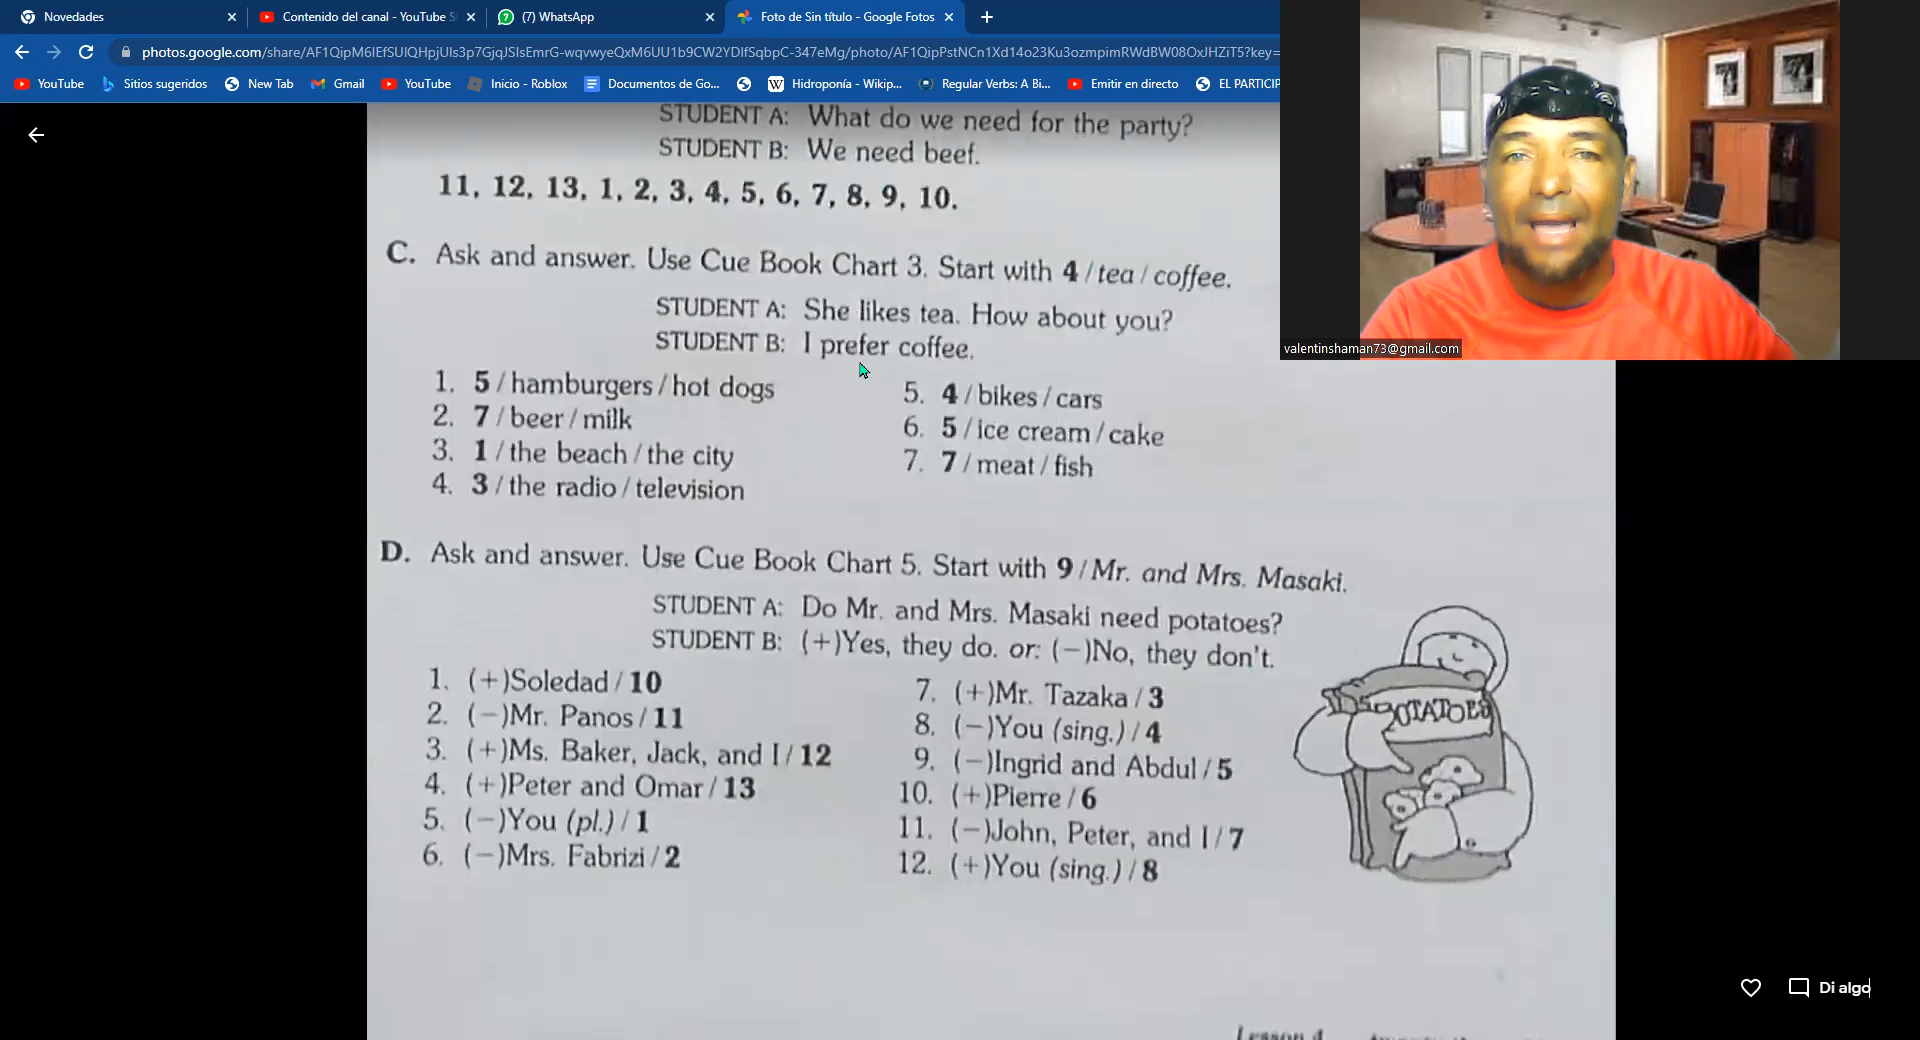 Novedades
Contenido del canal - YouTube S
(7) WhatsApp
Foto de Sin título - Google Fotos
photos.google.com/share/AF1QipM6IEfSUlQHpjUls3p7GjqJSIsEmrG-wqvwyeQxM6UU1b9CW2YDIfSqbpC-347eMg/photo/AF1QipPstNCn1Xd14o23Ku3ozmpimRWdBW08OxJHZiT5?key=
YouTube
Sitios sugeridos
New Tab
Gmail
YouTube
Inicio - Roblox
Documentos de Go...
Hidroponía - Wikip...
Regular Verbs: A Bi...
Emitir en directo
EL PARTICIP
valentinshaman73@gmail.com
STUDENT A: What do we need for the party?
STUDENT B: We need beef.
11, 12, 13, 1, 2, 3, 4, 5, 6, 7, 8, 9, 10.
C. Ask and answer. Use Cue Book Chart 3. Start with 4 / tea / coffee.
STUDENT A: She likes tea. How about you?
STUDENT B: I prefer coffee.
1. 5 / hamburgers / hot dogs
2. 7 / beer / milk
3. 1 / the beach / the city
4. 3 / the radio / television
5. 4 / bikes / cars
6. 5 / ice cream / cake
7. 7 / meat / fish
D. Ask and answer. Use Cue Book Chart 5. Start with 9 / Mr. and Mrs. Masaki.
STUDENT A: Do Mr. and Mrs. Masaki need potatoes?
STUDENT B: (+)Yes, they do. or: (−)No, they don't.
1. (+)Soledad / 10
2. (−)Mr. Panos / 11
3. (+)Ms. Baker, Jack, and I / 12
4. (+)Peter and Omar / 13
5. (−)You (pl.) / 1
6. (−)Mrs. Fabrizi / 2
7. (+)Mr. Tazaka / 3
8. (−)You (sing.) / 4
9. (−)Ingrid and Abdul / 5
10. (+)Pierre / 6
11. (−)John, Peter, and I / 7
12. (+)You (sing.) / 8
POTATOES
Di algo
Lesson 4